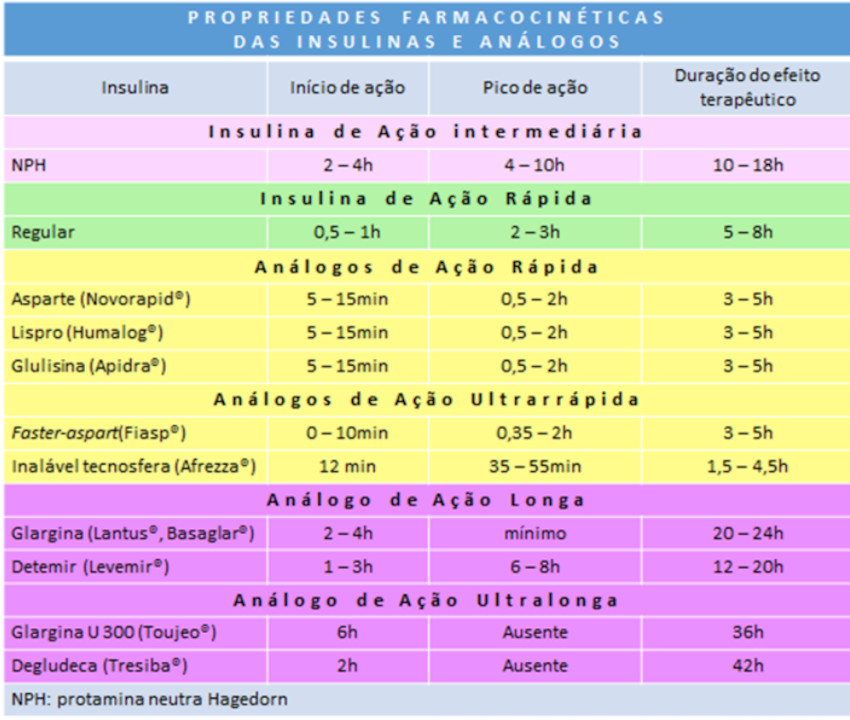 PROPRIEDADES FARMACOCINÉTICAS
DAS INSULINAS E ANÁLOGOS
Insulina Início de ação Pico de ação Duração do efeito terapêutico
Insulina de Ação intermediária
NPH 2 – 4h 4 – 10h 10 – 18h
Insulina de Ação Rápida
Regular 0,5 – 1h 2 – 3h 5 – 8h
Análogos de Ação Rápida
Asparte (Novorapid®) 5 – 15min 0,5 – 2h 3 – 5h
Lispro (Humalog®) 5 – 15min 0,5 – 2h 3 – 5h
Glulisina (Apidra®) 5 – 15min 0,5 – 2h 3 – 5h
Análogos de Ação Ultrarrápida
Faster-aspart(Fiasp®) 0 – 10min 0,35 – 2h 3 – 5h
Inalável tecnosfera (Afrezza®) 12 min 35 – 55min 1,5 – 4,5h
Análogo de Ação Longa
Glargina (Lantus®, Basaglar®) 2 – 4h mínimo 20 – 24h
Detemir (Levemir®) 1 – 3h 6 – 8h 12 – 20h
Análogo de Ação Ultralonga
Glargina U 300 (Toujeo®) 6h Ausente 36h
Degludeca (Tresiba®) 2h Ausente 42h
NPH: protamina neutra Hagedorn